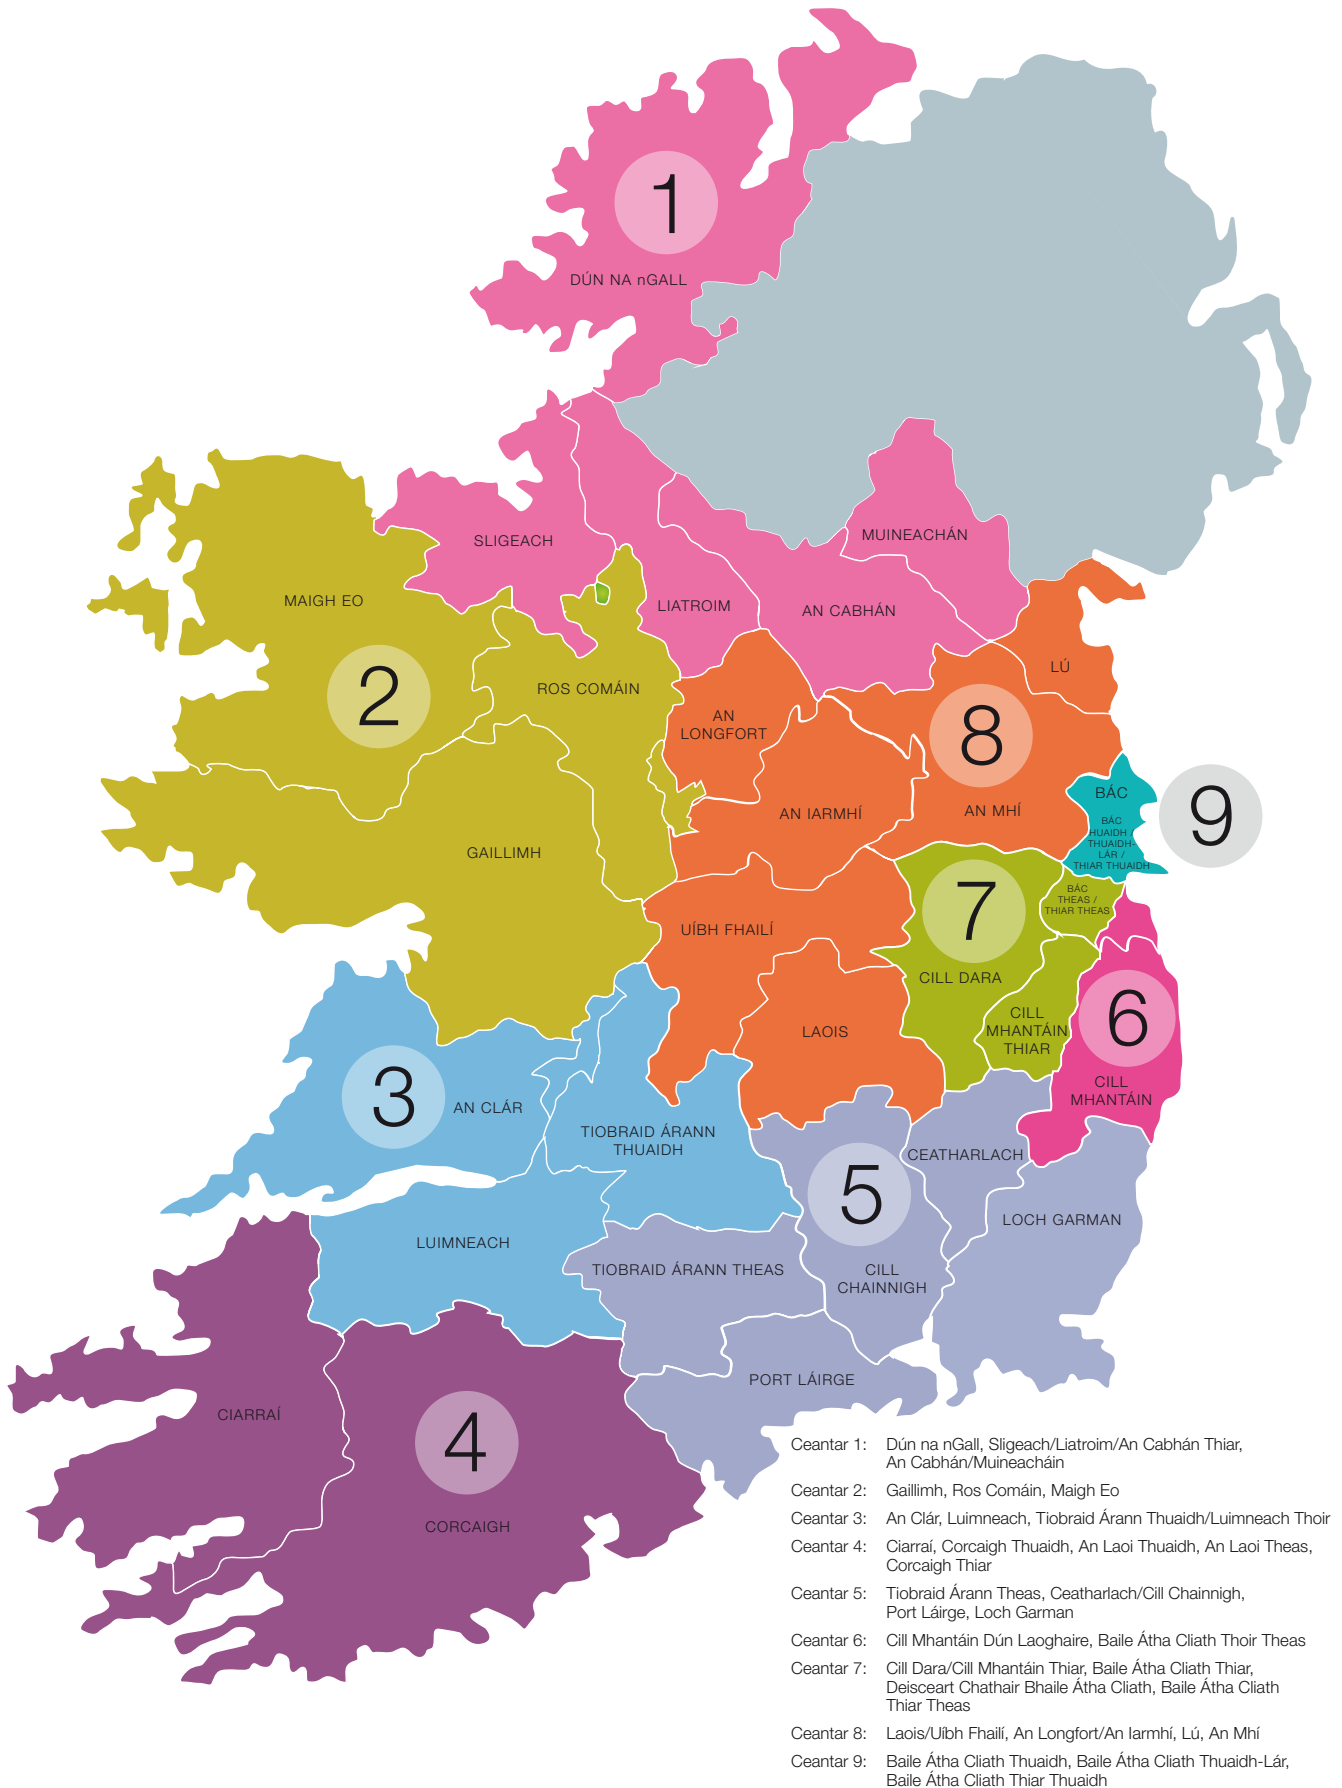 1
DÚN NA nGALL
SLIGEACH
MUINEACHÁN
MAIGH EO
LIATROIM
AN CABHÁN
LÚ
2
ROS COMÁIN
AN
LONGFORT
8
BÁC
9
AN IARMHÍ
AN MHÍ
BÁC
HUAIDH
THUAIDH-
LÁR /
THIAR THUAIDH
GAILLIMH
7
BÁC
THEAS /
THIAR THEAS
UÍBH FHAILÍ
CILL DARA
LAOIS
CILL
MHANTÁIN
THIAR
6
CILL
MHANTÁIN
3
AN CLÁR
TIOBRAID ÁRANN
THUAIDH
CEATHARLACH
5
LOCH GARMAN
LUIMNEACH
TIOBRAID ÁRANN THEAS
CILL
CHAINNIGH
PORT LÁIRGE
CIARRAÍ
4
CORCAIGH
Ceantar 1: Dún na nGall, Sligeach/Liatroim/An Cabhán Thiar,
An Cabhán/Muineacháin
Ceantar 2: Gaillimh, Ros Comáin, Maigh Eo
Ceantar 3: An Clár, Luimneach, Tiobraid Árann Thuaidh/Luimneach Thoir
Ceantar 4: Ciarraí, Corcaigh Thuaidh, An Laoi Thuaidh, An Laoi Theas,
Corcaigh Thiar
Ceantar 5: Tiobraid Árann Theas, Ceatharlach/Cill Chainnigh,
Port Láirge, Loch Garman
Ceantar 6: Cill Mhantáin Dún Laoghaire, Baile Átha Cliath Thoir Theas
Ceantar 7: Cill Dara/Cill Mhantáin Thiar, Baile Átha Cliath Thiar,
Deisceart Chathair Bhaile Átha Cliath, Baile Átha Cliath
Thiar Theas
Ceantar 8: Laois/Uíbh Fhailí, An Longfort/An Iarmhí, Lú, An Mhí
Ceantar 9: Baile Átha Cliath Thuaidh, Baile Átha Cliath Thuaidh-Lár,
Baile Átha Cliath Thiar Thuaidh